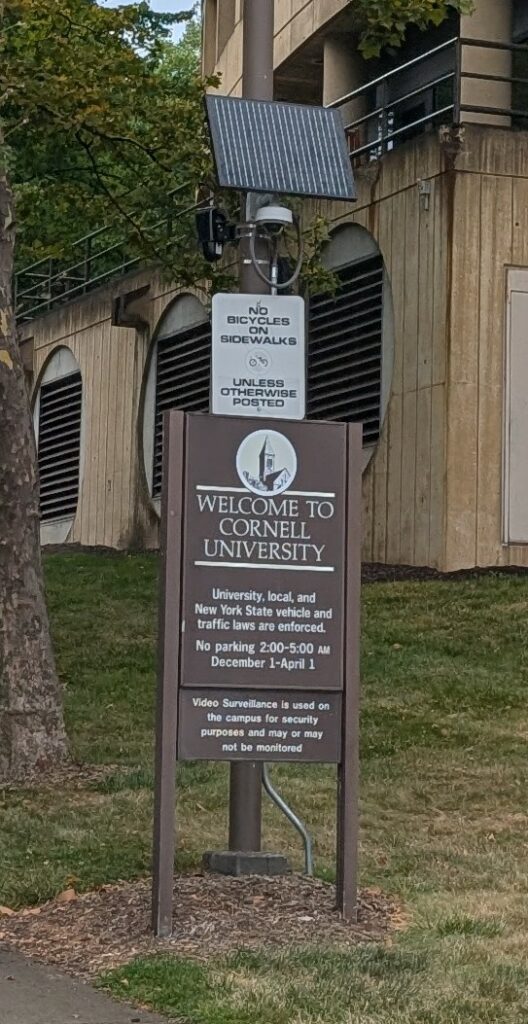 NO
BICYCLES
ON
SIDEWALKS
UNLESS
OTHERWISE
POSTED
WELCOME TO
CORNELL
UNIVERSITY
University, local, and
New York State vehicle and
traffic laws are enforced.
No parking 2:00-5:00 AM
December 1-April 1
Video Surveillance is used on
the campus for security
purposes and may or may
not be monitored